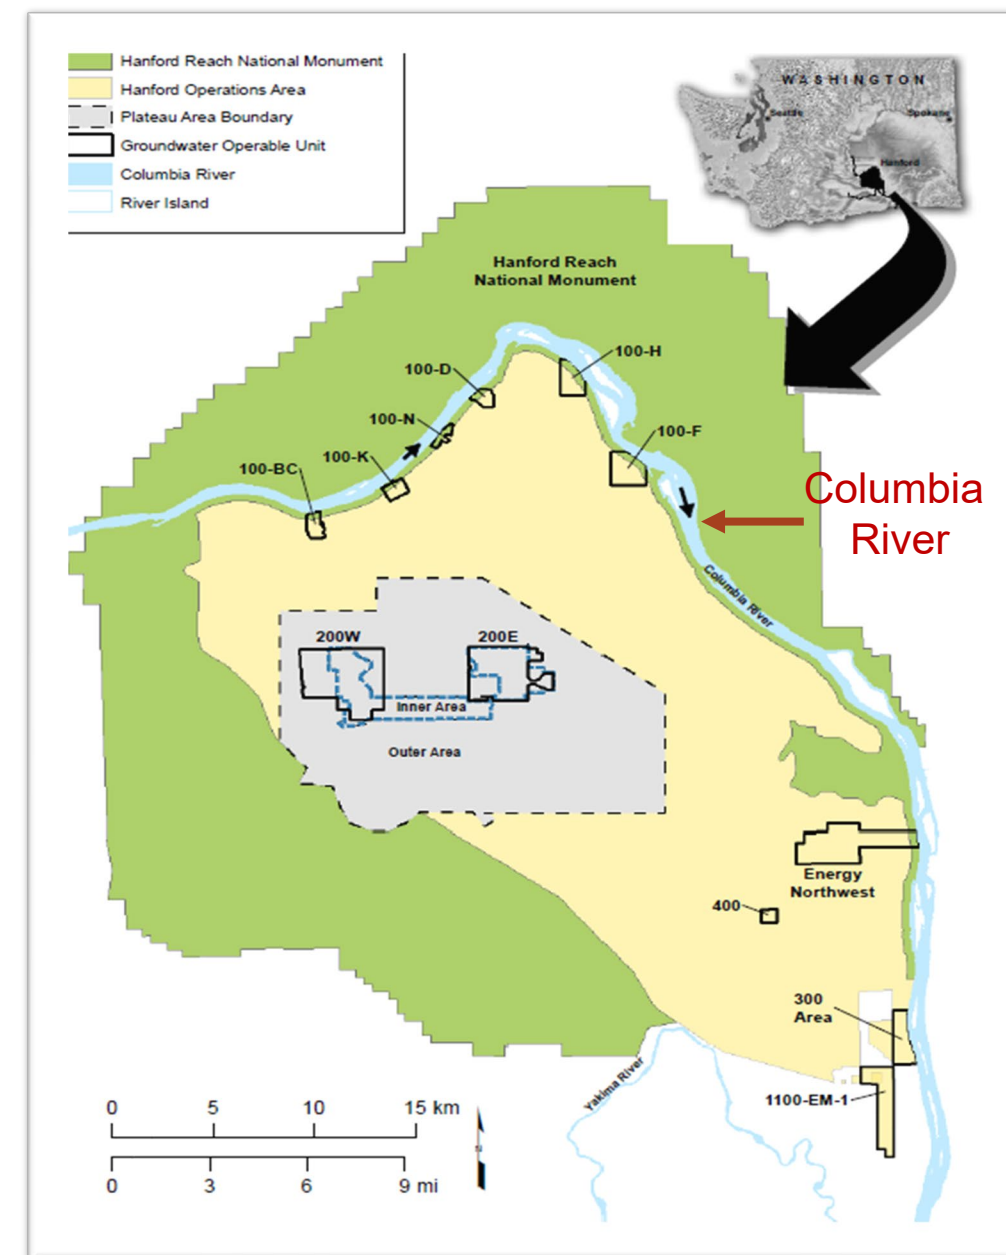 Hanford Reach National Monument
Hanford Operations Area
Plateau Area Boundary
Groundwater Operable Unit
Columbia River
River Island
WASHINGTON
Seattle
Spokane
Hanford
Hanford Reach
National Monument
100-H
100-D
100-N
100-F
100-K
100-BC
Columbia
River
Columbia River
200W
200E
Inner Area
Outer Area
Energy
Northwest
400
300
Area
1100-EM-1
Yakima River
0 5 10 15 km
0 3 6 9 mi